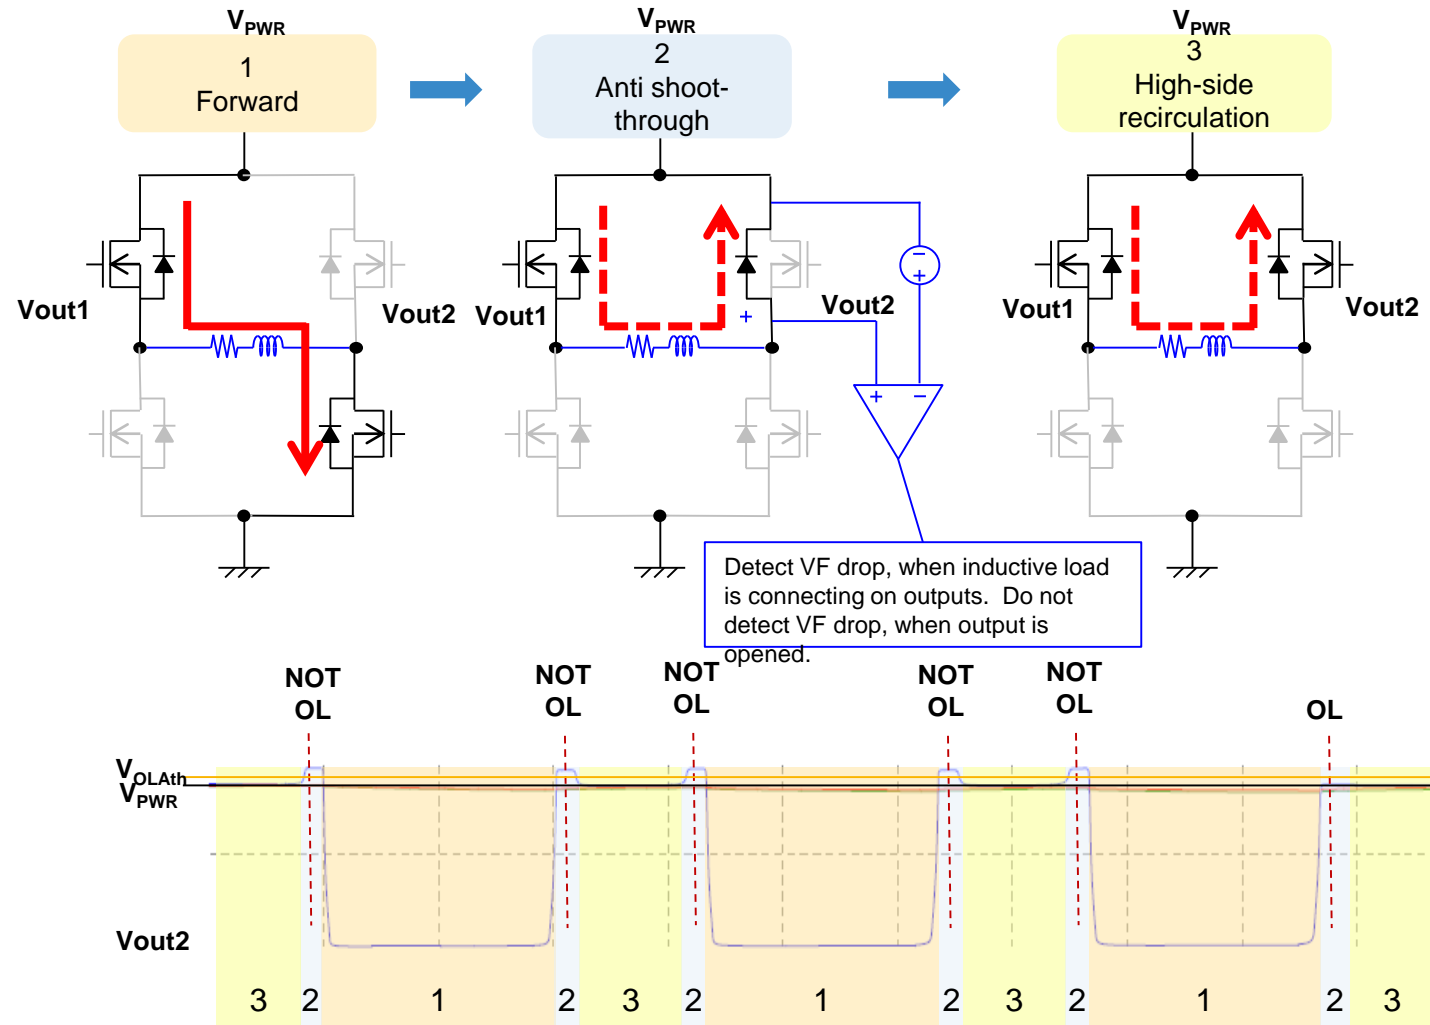 VPWR
1
Forward
VPWR
2
Anti shoot-
through
VPWR
3
High-side
recirculation
Vout1
Vout2
Vout1
Vout2
Vout1
Vout2
−
+
+
+ −
Detect VF drop, when inductive load
is connecting on outputs. Do not
detect VF drop, when output is
opened.
NOT
OL
NOT
OL
NOT
OL
NOT
OL
NOT
OL
OL
VOLAth
VPWR
Vout2
3 2 1 2 3 2 1 2 3 2 1 2 3